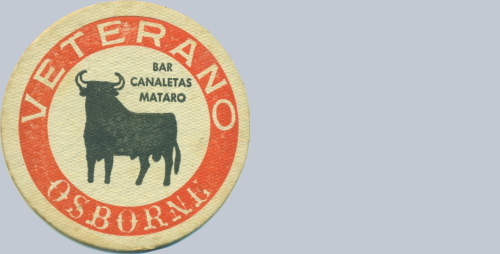 VETERANO
BAR
CANALETAS
MATARO
OSBORNE